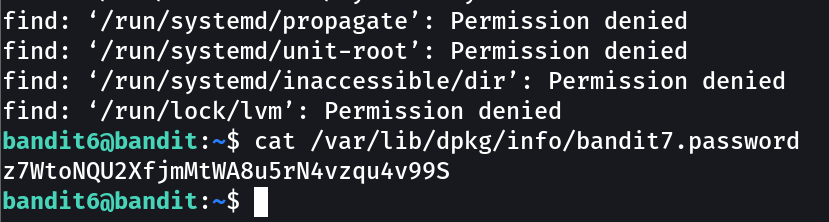 find: ‘/run/systemd/propagate’: Permission denied
find: ‘/run/systemd/unit-root’: Permission denied
find: ‘/run/systemd/inaccessible/dir’: Permission denied
find: ‘/run/lock/lvm’: Permission denied
bandit6@bandit:~$ cat /var/lib/dpkg/info/bandit7.password
z7WtoNQU2XfjmMtWA8u5rN4vzqu4v99S
bandit6@bandit:~$